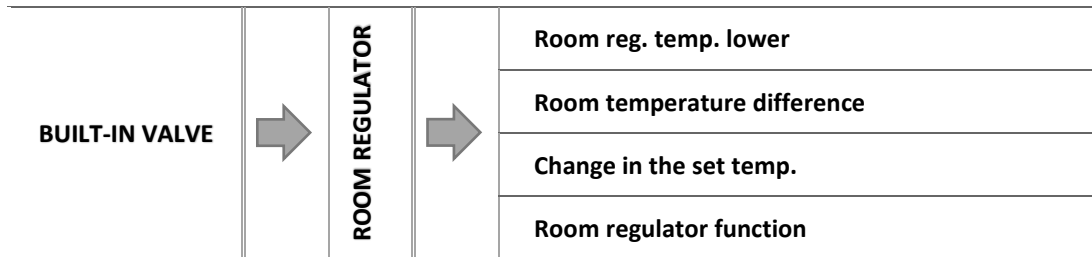 BUILT-IN VALVE
ROOM REGULATOR
Room reg. temp. lower
Room temperature difference
Change in the set temp.
Room regulator function